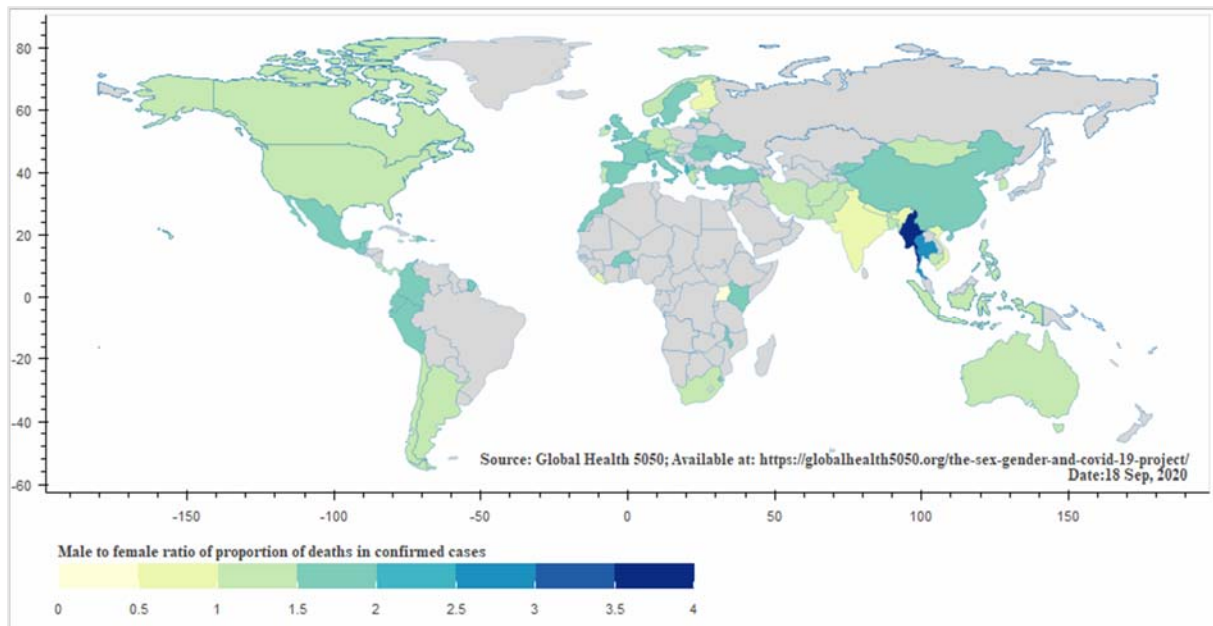 80
60
40
20
0
-20
-40
-60
Source: Global Health 5050; Available at: https://globalhealth5050.org/the-sex-gender-and-covid-19-project/
Date:18 Sep, 2020
-150 -100 -50 0 50 100 150
Male to female ratio of proportion of deaths in confirmed cases
0 0.5 1 1.5 2 2.5 3 3.5 4